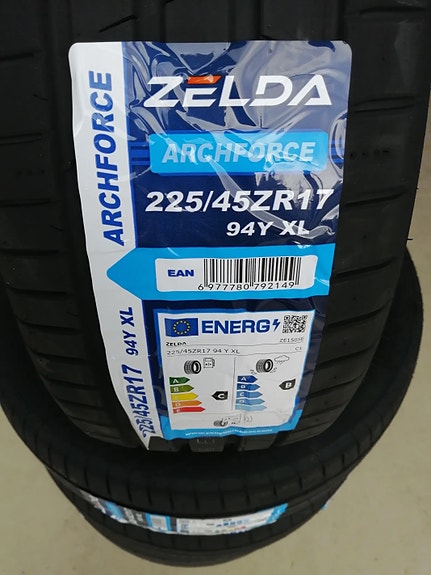 ZELDA
ARCHFORCE
225/45ZR17
94Y XL
EAN
6 977780 792149
ARCHFORCE
225/45ZR17 94Y XL
ENERG
ZELDA
225/45ZR17 94 Y XL
C1
A
B
C
D
E
C
B